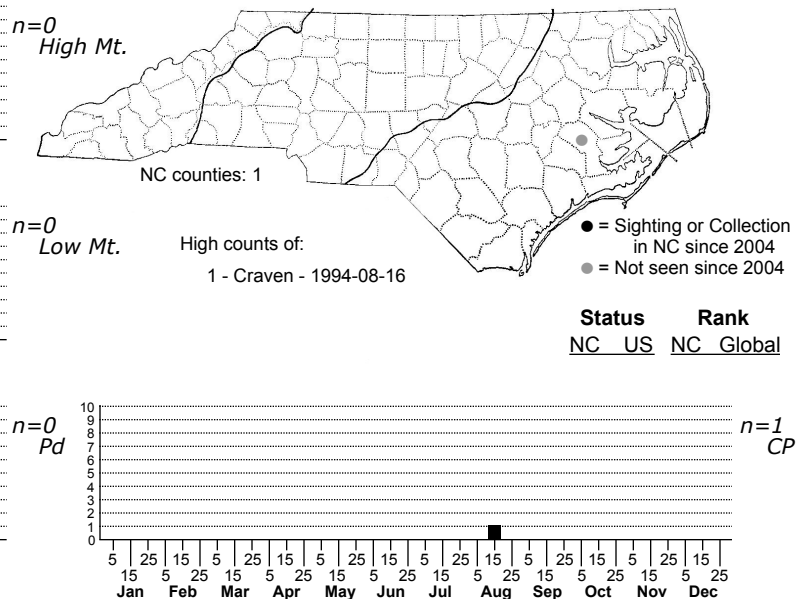 n=0
High Mt.
NC counties: 1
n=0
Low Mt.
High counts of:
1 - Craven - 1994-08-16
● = Sighting or Collection
in NC since 2004
● = Not seen since 2004
Status Rank
NC US NC Global
n=0
Pd
10
9
8
7
6
5
4
3
2
1
0
n=1
CP
5 25 15 5 25 15 5 25 15 5 25 15 5 25 15 5 25 15
15 5 25 15 5 25 15 5 25 15 5 25 15 5 25 15 5 25
Jan Feb Mar Apr May Jun Jul Aug Sep Oct Nov Dec